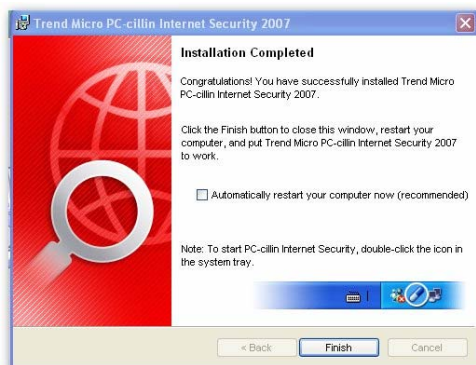 Trend Micro PC-cillin Internet Security 2007
Installation Completed
Congratulations! You have successfully installed Trend Micro
PC-cillin Internet Security 2007.
Click the Finish button to close this window, restart your
computer, and put Trend Micro PC-cillin Internet Security 2007
to work.
Automatically restart your computer now (recommended)
Note: To start PC-cillin Internet Security, double-click the icon in
the system tray.
< Back
Finish
Cancel